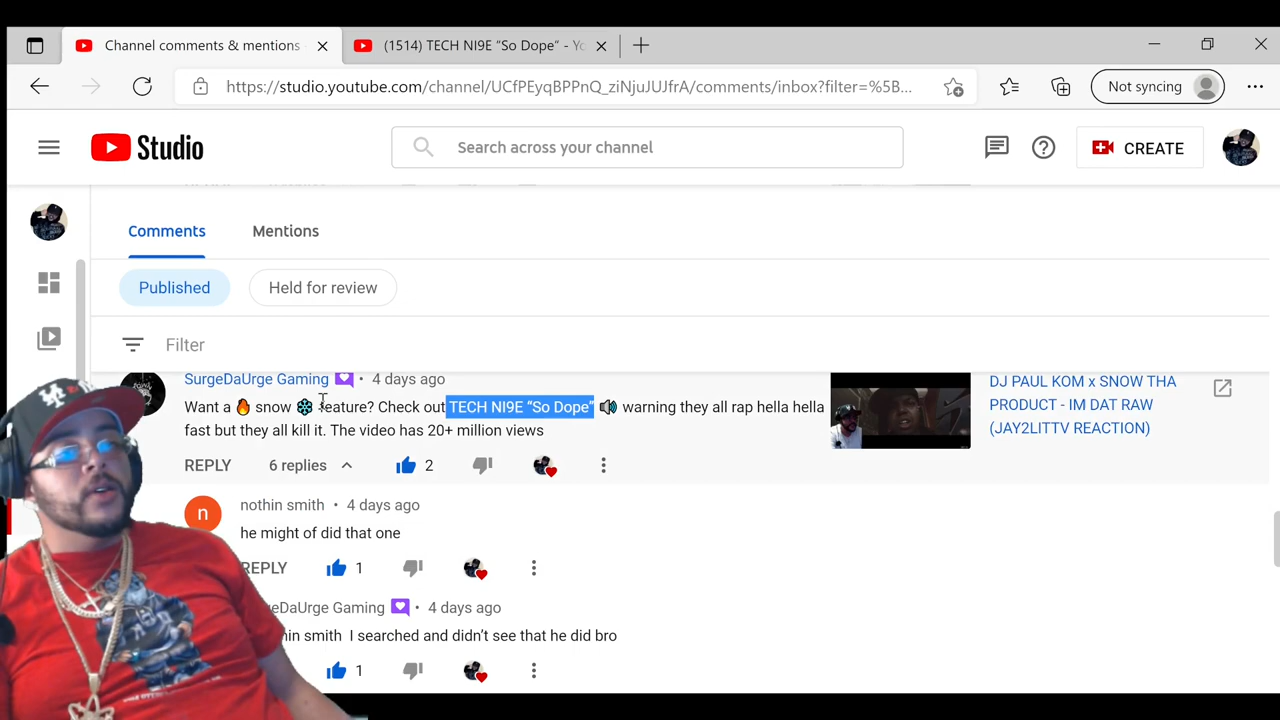 Channel comments & mentions
(1514) TECH NI9E “So Dope” - Yo
https://studio.youtube.com/channel/UCfPEyqBPPnQ_ziNjuJUJfrA/comments/inbox?filter=%5B...
Not syncing
Studio
Search across your channel
CREATE
Comments
Mentions
Published
Held for review
Filter
SurgeDaUrge Gaming • 4 days ago
Want a 🔥 snow ❄ feature? Check out TECH NI9E “So Dope” 🔊 warning they all rap hella hella
fast but they all kill it. The video has 20+ million views
DJ PAUL KOM x SNOW THA
PRODUCT - IM DAT RAW
(JAY2LITTV REACTION)
REPLY 6 replies 2
n
nothin smith • 4 days ago
he might of did that one
REPLY 1
geDaUrge Gaming • 4 days ago
hin smith I searched and didn’t see that he did bro
1